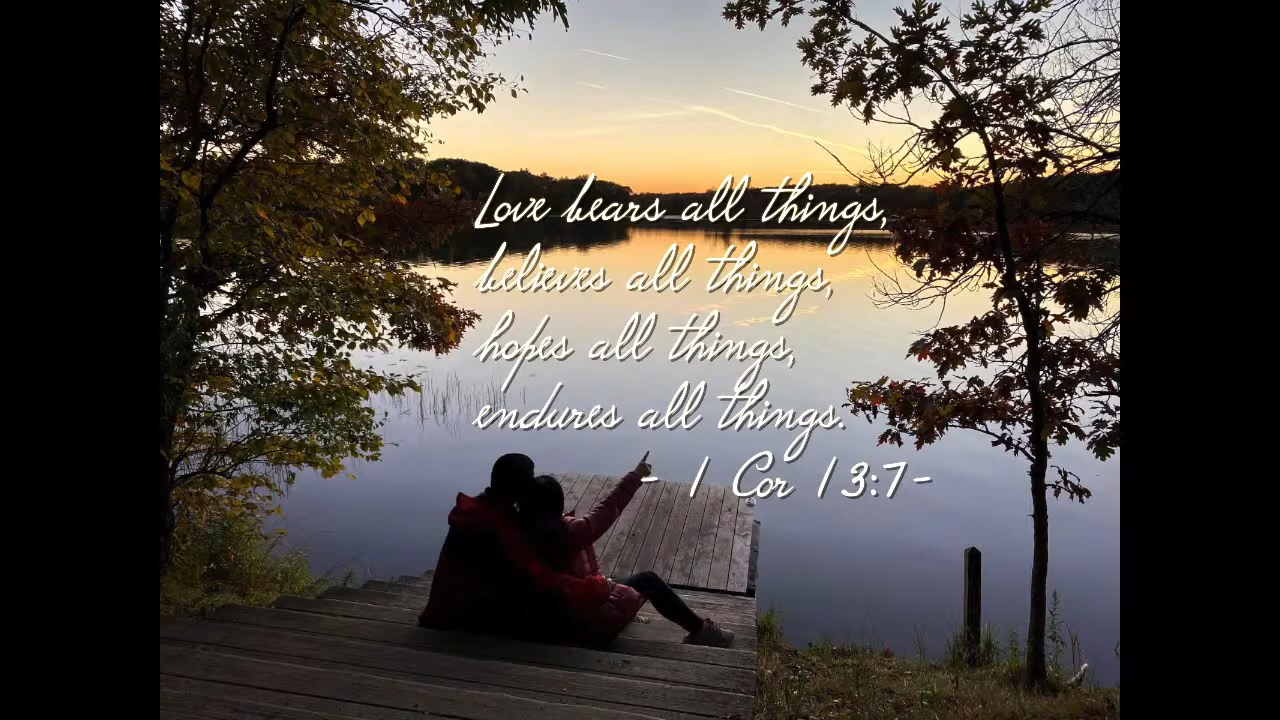 Love bears all things,
believes all things,
hopes all things,
endures all things.
- 1 Cor 13:7-